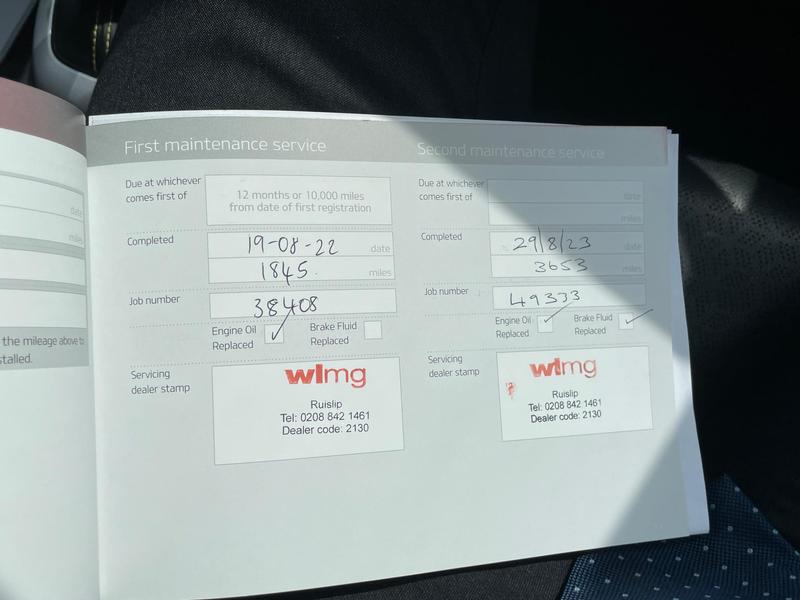 First maintenance service
Due at whichever
comes first of
12 months or 10,000 miles
from date of first registration
Completed
19-08-22 date
1845 miles
Job number
38408
Engine Oil
Replaced
Brake Fluid
Replaced
Servicing
dealer stamp
wlmg
Ruislip
Tel: 0208 842 1461
Dealer code: 2130
Second maintenance service
Due at whichever
comes first of
date
miles
Completed
29/8/23 date
3653 miles
Job number
49333
Engine Oil
Replaced
Brake Fluid
Replaced
Servicing
dealer stamp
wlmg
Ruislip
Tel: 0208 842 1461
Dealer code: 2130
date
miles
the mileage above to